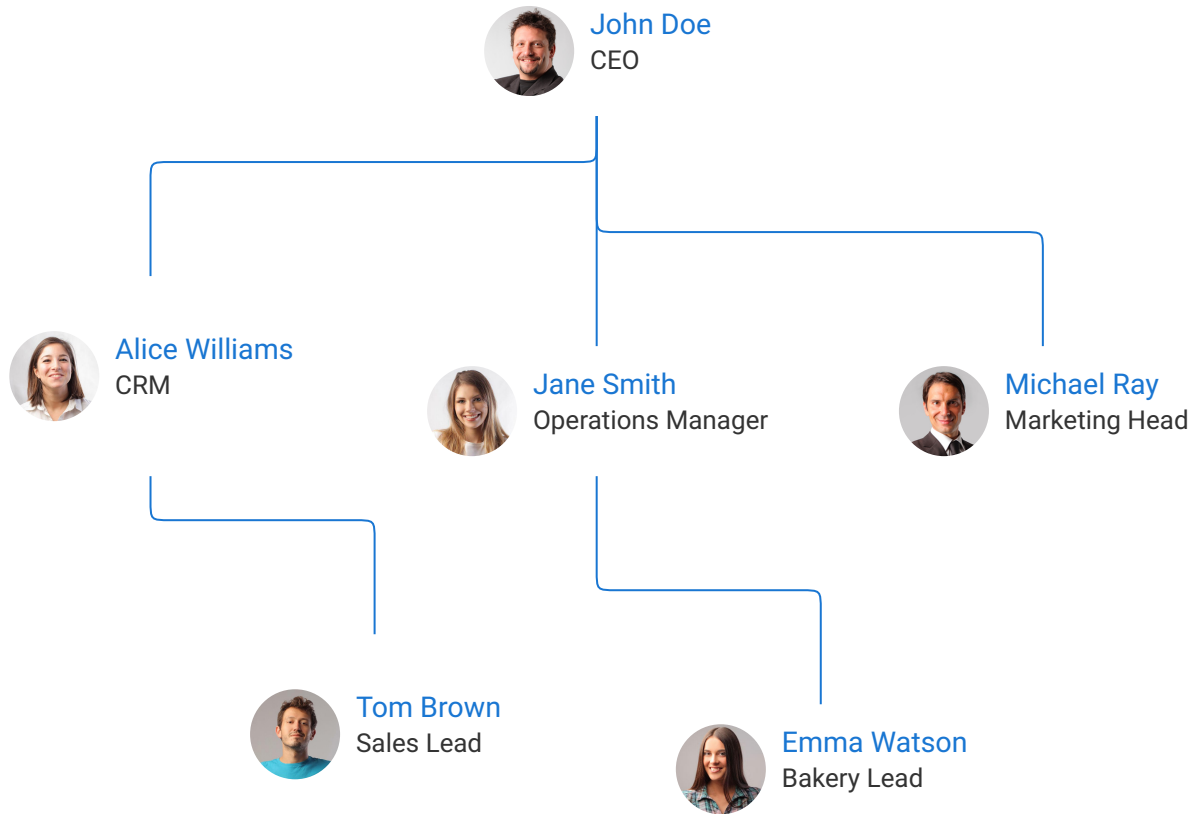 John Doe
CEO
Alice Williams
CRM
Jane Smith
Operations Manager
Michael Ray
Marketing Head
Tom Brown
Sales Lead
Emma Watson
Bakery Lead